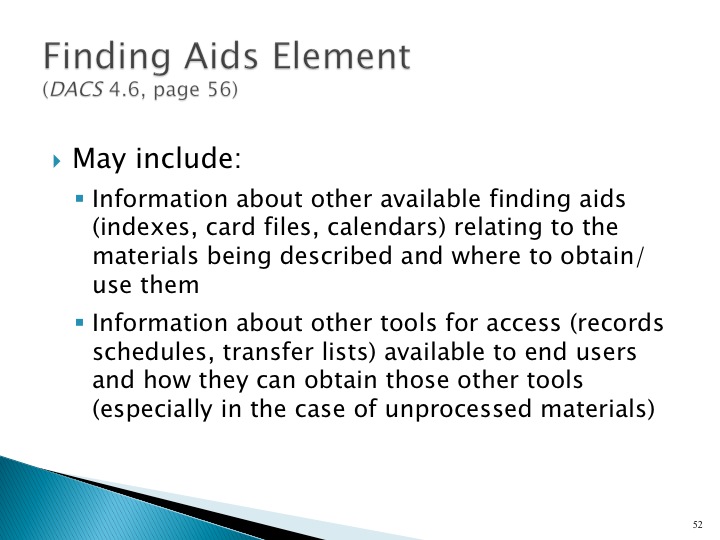 Finding Aids Element
(DACS 4.6, page 56)
May include:
Information about other available finding aids
(indexes, card files, calendars) relating to the
materials being described and where to obtain/
use them
Information about other tools for access (records
schedules, transfer lists) available to end users
and how they can obtain those other tools
(especially in the case of unprocessed materials)
52